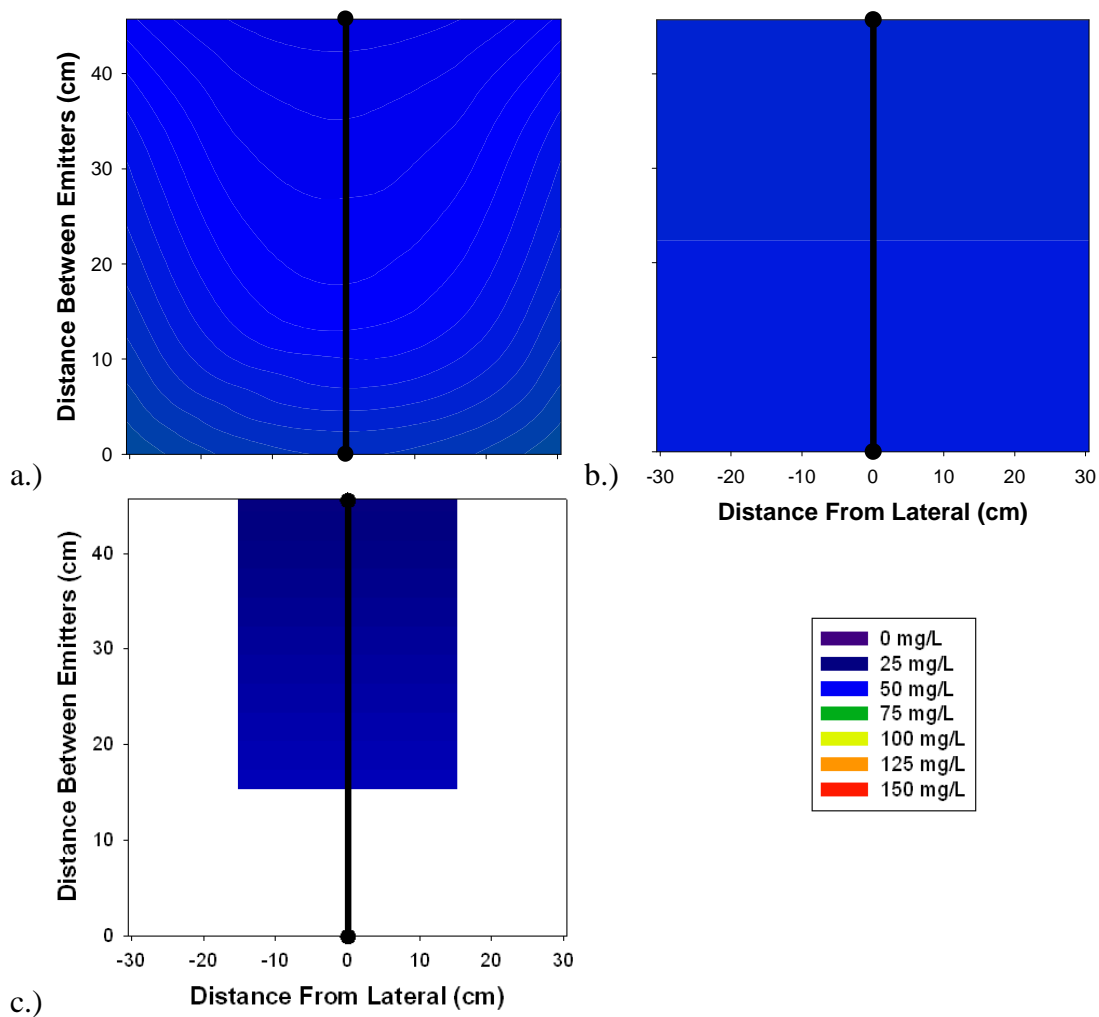 Distance Between Emitters (cm)
40
30
20
10
0
a.)
-30
-20
-10
0
10
20
30
Distance From Lateral (cm)
b.)
Distance Between Emitters (cm)
40
30
20
10
0
-30
-20
-10
0
10
20
30
Distance From Lateral (cm)
c.)
0 mg/L
25 mg/L
50 mg/L
75 mg/L
100 mg/L
125 mg/L
150 mg/L